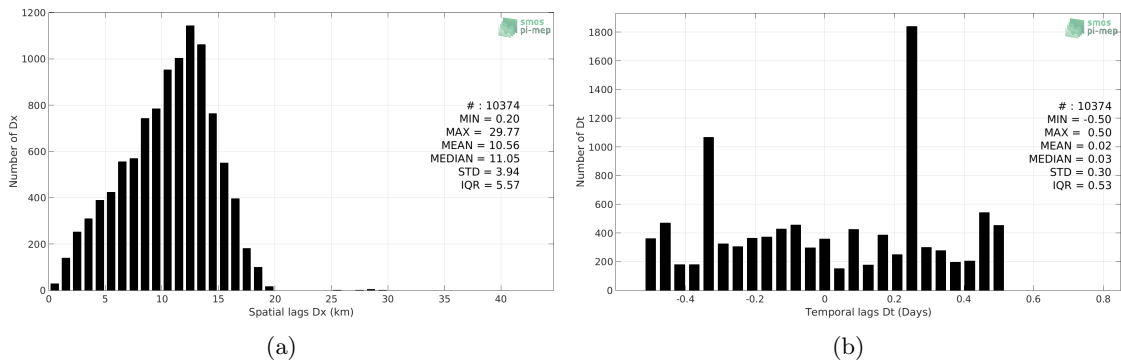 1200
1000
800
600
400
200
0
Number of Dx
0 5 10 15 20 25 30 35 40
Spatial lags Dx (km)
smos
pi-mep
# : 10374
MIN = 0.20
MAX = 29.77
MEAN = 10.56
MEDIAN = 11.05
STD = 3.94
IQR = 5.57
(a)
1800
1600
1400
1200
1000
800
600
400
200
0
Number of Dt
-0.4 -0.2 0 0.2 0.4 0.6 0.8
Temporal lags Dt (Days)
smos
pi-mep
# : 10374
MIN = -0.50
MAX = 0.50
MEAN = 0.02
MEDIAN = 0.03
STD = 0.30
IQR = 0.53
(b)